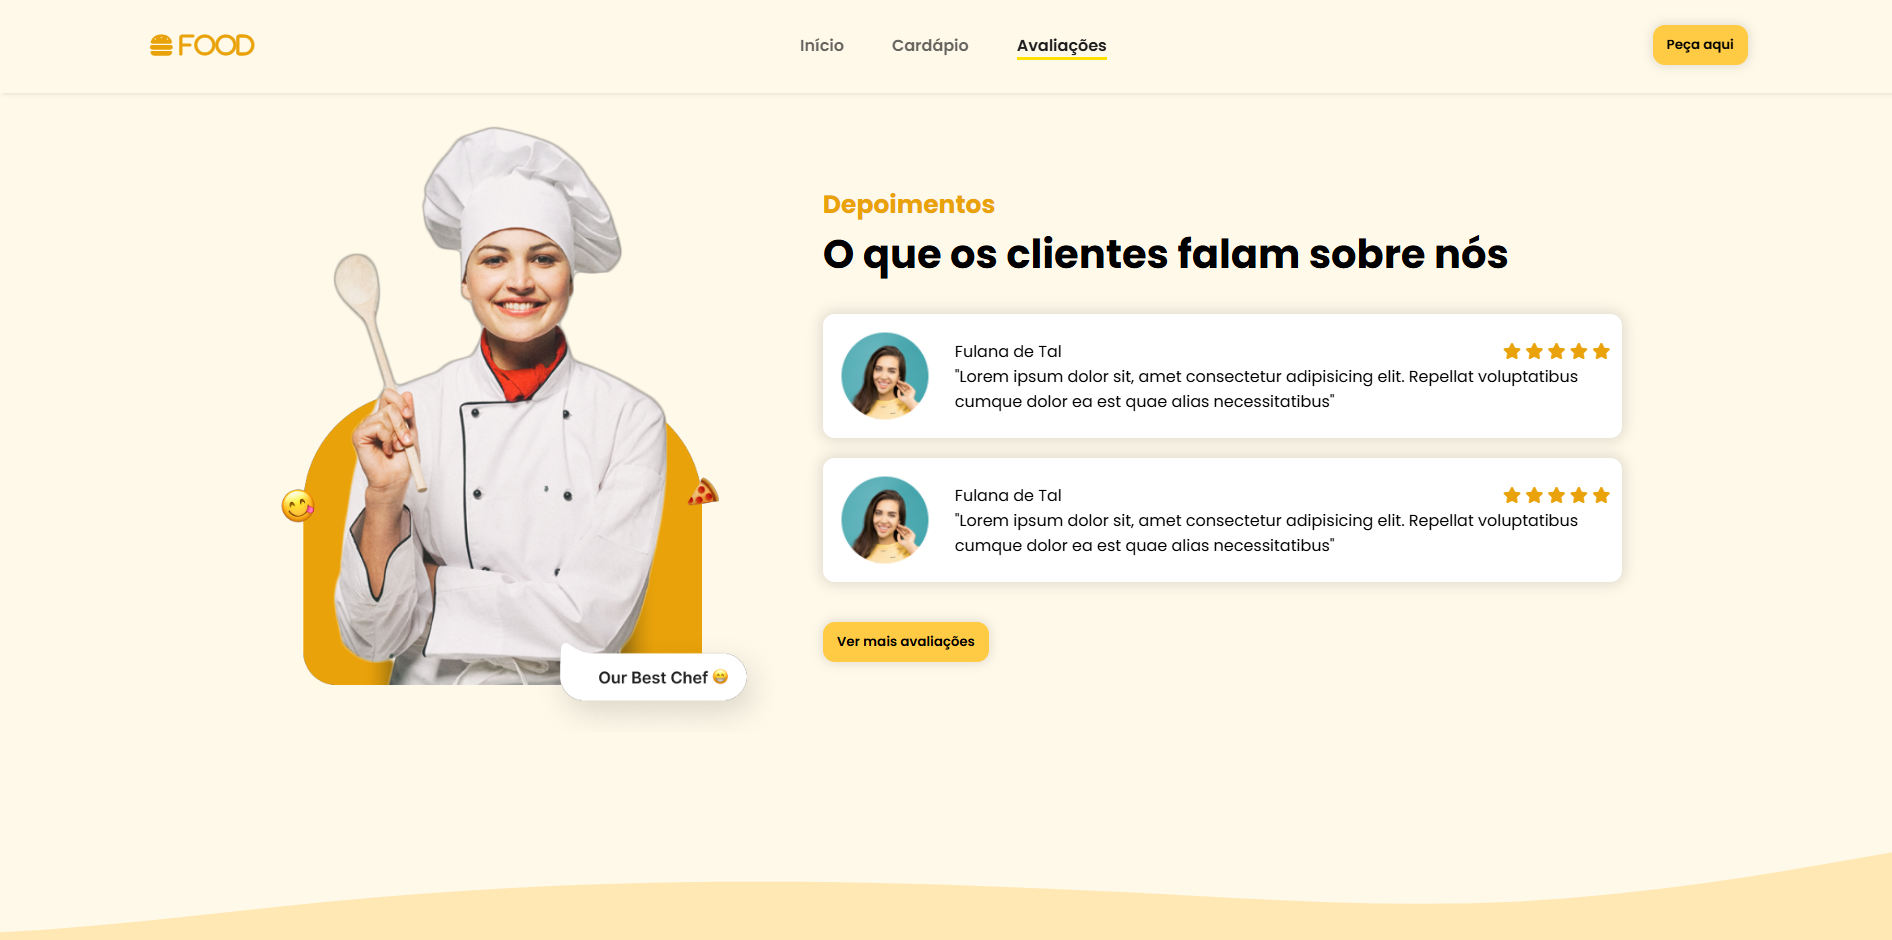 FOOD
Início
Cardápio
Avaliações
Peça aqui
Depoimentos
O que os clientes falam sobre nós
Fulana de Tal
"Lorem ipsum dolor sit, amet consectetur adipisicing elit. Repellat voluptatibus
cumque dolor ea est quae alias necessitatibus"
Fulana de Tal
"Lorem ipsum dolor sit, amet consectetur adipisicing elit. Repellat voluptatibus
cumque dolor ea est quae alias necessitatibus"
Ver mais avaliações
Our Best Chef 😁